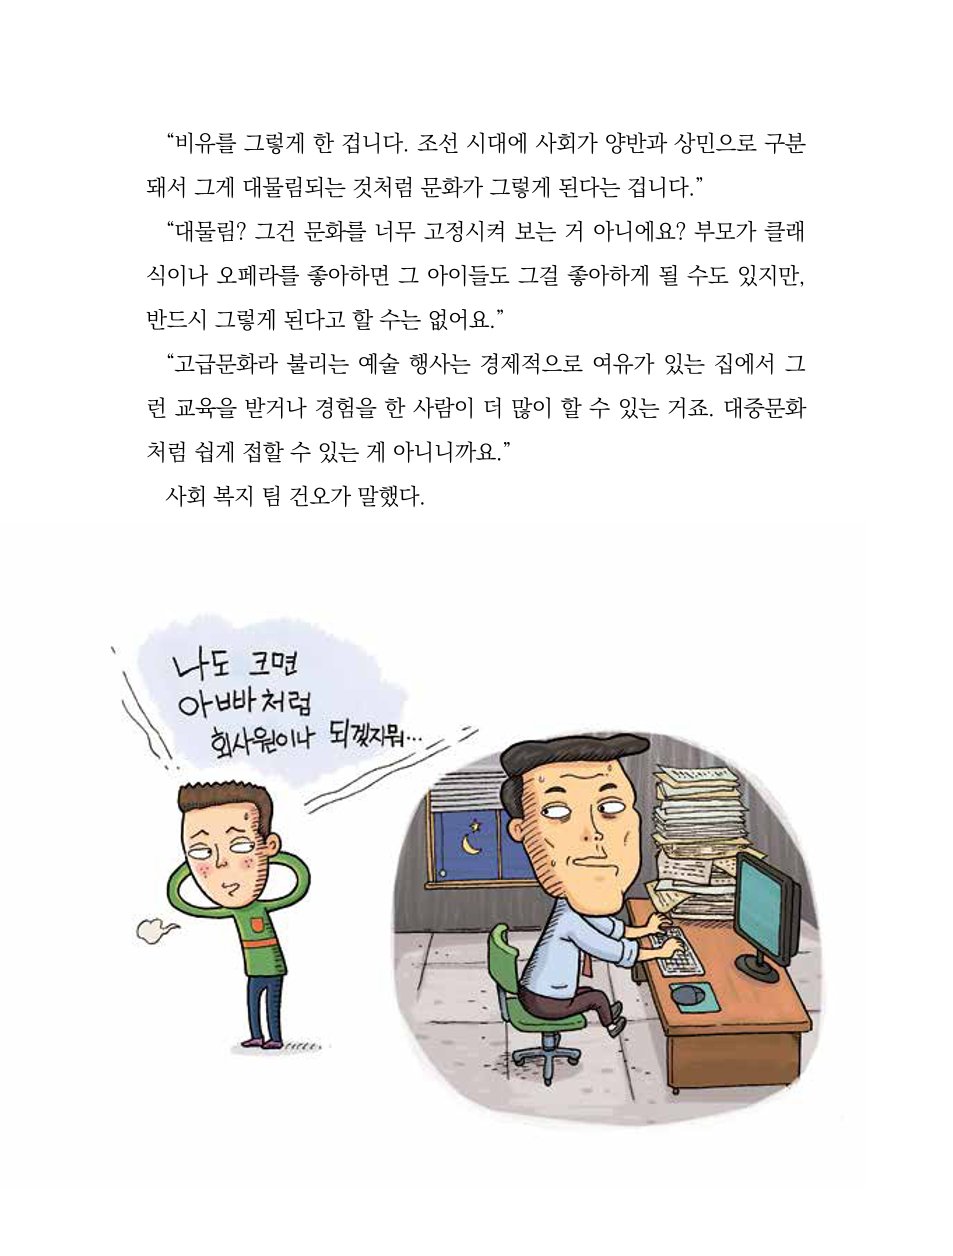 “비유를 그렇게 한 겁니다. 조선 시대에 사회가 양반과 상민으로 구분
돼서 그게 대물림되는 것처럼 문화가 그렇게 된다는 겁니다.”
“대물림? 그건 문화를 너무 고정시켜 보는 거 아니에요? 부모가 클래
식이나 오페라를 좋아하면 그 아이들도 그걸 좋아하게 될 수도 있지만,
반드시 그렇게 된다고 할 수는 없어요.”
“고급문화라 불리는 예술 행사는 경제적으로 여유가 있는 집에서 그
런 교육을 받거나 경험을 한 사람이 더 많이 할 수 있는 거죠. 대중문화
처럼 쉽게 접할 수 있는 게 아니니까요.”
사회 복지 팀 건오가 말했다.
나도 크면
아빠처럼
회사원이나 되겠지뭐…